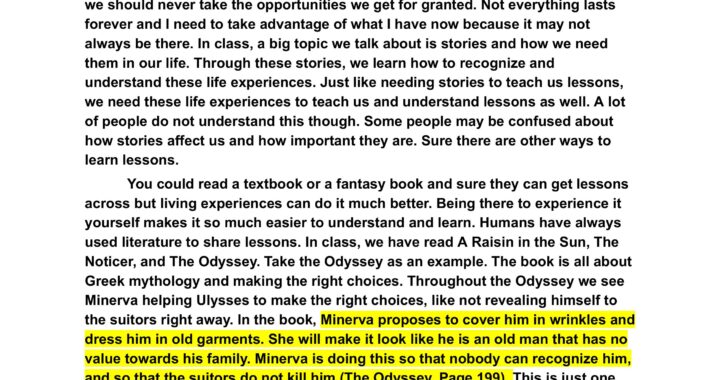 we should never take the opportunities we get for granted. Not everything lasts
forever and I need to take advantage of what I have now because it may not
always be there. In class, a big topic we talk about is stories and how we need
them in our life. Through these stories, we learn how to recognize and
understand these life experiences. Just like needing stories to teach us lessons,
we need these life experiences to teach us and understand lessons as well. A lot
of people do not understand this though. Some people may be confused about
how stories affect us and how important they are. Sure there are other ways to
learn lessons.
You could read a textbook or a fantasy book and sure they can get lessons
across but living experiences can do it much better. Being there to experience it
yourself makes it so much easier to understand and learn. Humans have always
used literature to share lessons. In class, we have read A Raisin in the Sun, The
Noticer, and The Odyssey. Take the Odyssey as an example. The book is all about
Greek mythology and making the right choices. Throughout the Odyssey we see
Minerva helping Ulysses to make the right choices, like not revealing himself to
the suitors right away. In the book, Minerva proposes to cover him in wrinkles and
dress him in old garments. She will make it look like he is an old man that has no
value towards his family. Minerva is doing this so that nobody can recognize him,
and so that the suitors do not kill him (The Odyssey, Page 199). This is just one